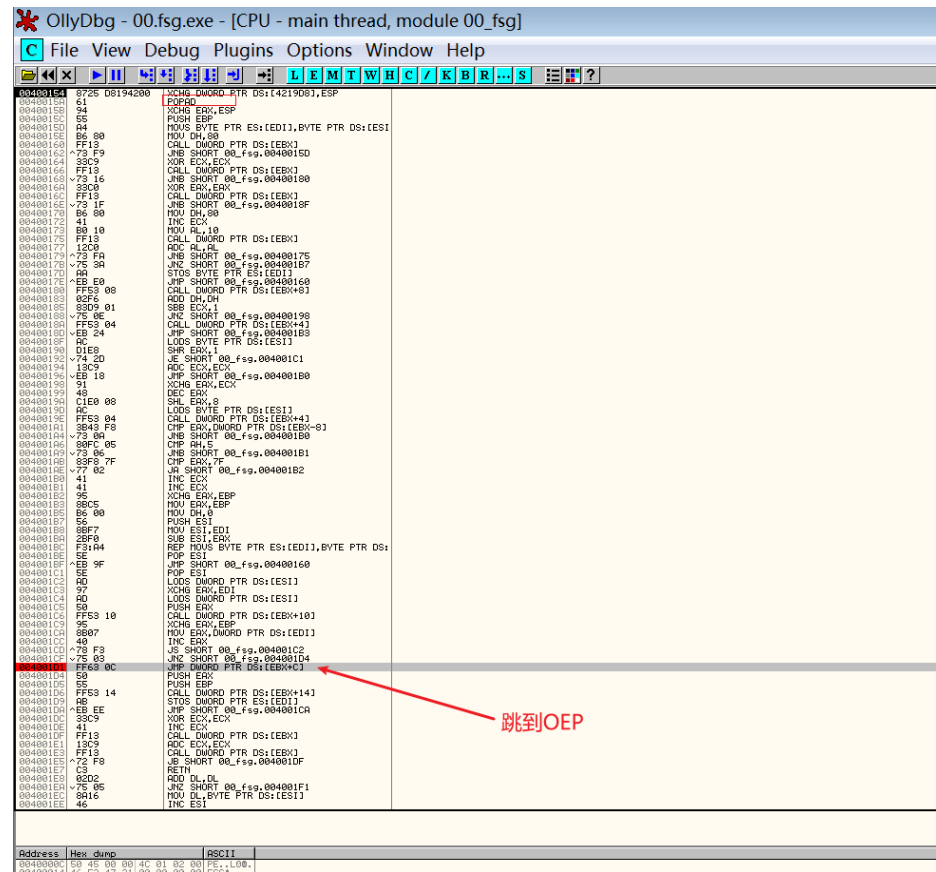 OllyDbg - 00.fsg.exe - [CPU - main thread, module 00_fsg]
C File View Debug Plugins Options Window Help
L E M T W H C / K B R ... S ?
00400154 8725 D8194200 XCHG DWORD PTR DS:[4219D8],ESP
0040015A 61 POPAD
0040015B 94 XCHG EAX,ESP
0040015C 55 PUSH EBP
0040015D A4 MOVS BYTE PTR ES:[EDI],BYTE PTR DS:[ESI
0040015E B6 80 MOV DH,80
00400160 FF13 CALL DWORD PTR DS:[EBX]
00400162 ^73 F9 JNB SHORT 00_fsg.0040015D
00400164 33C9 XOR ECX,ECX
00400166 FF13 CALL DWORD PTR DS:[EBX]
00400168 v73 16 JNB SHORT 00_fsg.00400180
0040016A 33C0 XOR EAX,EAX
0040016C FF13 CALL DWORD PTR DS:[EBX]
0040016E v73 1F JNB SHORT 00_fsg.0040018F
00400170 B6 80 MOV DH,80
00400172 41 INC ECX
00400173 B0 10 MOV AL,10
00400175 FF13 CALL DWORD PTR DS:[EBX]
00400177 12C0 ADC AL,AL
00400179 ^73 FA JNB SHORT 00_fsg.00400175
0040017B v75 3A JNZ SHORT 00_fsg.004001B7
0040017D AA STOS BYTE PTR ES:[EDI]
0040017E ^EB E0 JMP SHORT 00_fsg.00400160
00400180 FF53 08 CALL DWORD PTR DS:[EBX+8]
00400183 02F6 ADD DH,DH
00400185 83D9 01 SBB ECX,1
00400188 v75 0E JNZ SHORT 00_fsg.00400198
0040018A FF53 04 CALL DWORD PTR DS:[EBX+4]
0040018D vEB 24 JMP SHORT 00_fsg.004001B3
0040018F AC LODS BYTE PTR DS:[ESI]
00400190 D1E8 SHR EAX,1
00400192 v74 2D JE SHORT 00_fsg.004001C1
00400194 13C9 ADC ECX,ECX
00400196 vEB 18 JMP SHORT 00_fsg.004001B0
00400198 91 XCHG EAX,ECX
00400199 48 DEC EAX
0040019A C1E0 08 SHL EAX,8
0040019D AC LODS BYTE PTR DS:[ESI]
0040019E FF53 04 CALL DWORD PTR DS:[EBX+4]
004001A1 3B43 F8 CMP EAX,DWORD PTR DS:[EBX-8]
004001A4 v73 0A JNB SHORT 00_fsg.004001B0
004001A6 80FC 05 CMP AH,5
004001A9 v73 06 JNB SHORT 00_fsg.004001B1
004001AB 83F8 7F CMP EAX,7F
004001AE v77 02 JA SHORT 00_fsg.004001B2
004001B0 41 INC ECX
004001B1 41 INC ECX
004001B2 95 XCHG EAX,EBP
004001B3 8BC5 MOV EAX,EBP
004001B5 B6 00 MOV DH,0
004001B7 56 PUSH ESI
004001B8 8BF7 MOV ESI,EDI
004001BA 2BF0 SUB ESI,EAX
004001BC F3:A4 REP MOVS BYTE PTR ES:[EDI],BYTE PTR DS:
004001BE 5E POP ESI
004001BF ^EB 9F JMP SHORT 00_fsg.00400160
004001C1 5E POP ESI
004001C2 AD LODS DWORD PTR DS:[ESI]
004001C3 97 XCHG EAX,EDI
004001C4 AD LODS DWORD PTR DS:[ESI]
004001C5 50 PUSH EAX
004001C6 FF53 10 CALL DWORD PTR DS:[EBX+10]
004001C9 95 XCHG EAX,EBP
004001CA 8B07 MOV EAX,DWORD PTR DS:[EDI]
004001CC 40 INC EAX
004001CD ^78 F3 JS SHORT 00_fsg.004001C2
004001CF v75 03 JNZ SHORT 00_fsg.004001D4
004001D1 FF63 0C JMP DWORD PTR DS:[EBX+C]
004001D4 50 PUSH EAX
004001D5 55 PUSH EBP
004001D6 FF53 14 CALL DWORD PTR DS:[EBX+14]
004001D9 AB STOS DWORD PTR ES:[EDI]
004001DA ^EB EE JMP SHORT 00_fsg.004001CA
004001DC 33C9 XOR ECX,ECX
004001DE 41 INC ECX
004001DF FF13 CALL DWORD PTR DS:[EBX]
004001E1 13C9 ADC ECX,ECX
004001E3 FF13 CALL DWORD PTR DS:[EBX]
004001E5 ^72 F8 JB SHORT 00_fsg.004001DF
004001E7 C3 RETN
004001E8 02D2 ADD DL,DL
004001EA v75 05 JNZ SHORT 00_fsg.004001F1
004001EC 8A16 MOV DL,BYTE PTR DS:[ESI]
004001EE 46 INC ESI
跳到OEP
Address Hex dump ASCII
0040000C 50 45 00 00 4C 01 02 00 PE..L